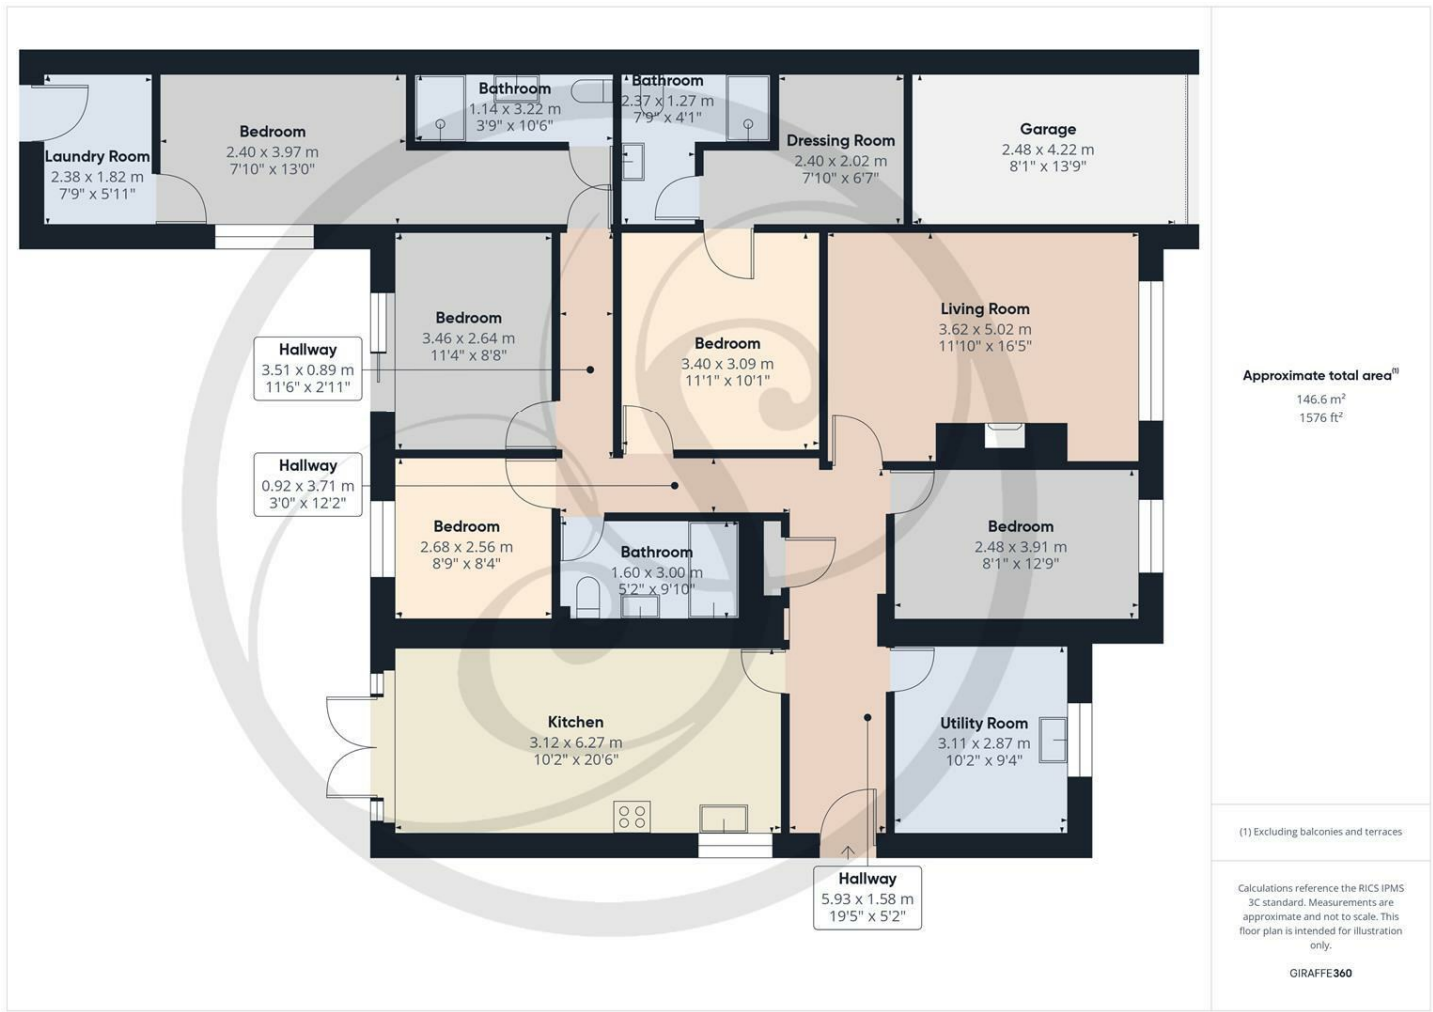 Bathroom
1.14 x 3.22 m
3'9" x 10'6"
Bathroom
2.37 x 1.27 m
7'9" x 4'1"
Bedroom
2.40 x 3.97 m
7'10" x 13'0"
Laundry Room
2.38 x 1.82 m
7'9" x 5'11"
Dressing Room
2.40 x 2.02 m
7'10" x 6'7"
Garage
2.48 x 4.22 m
8'1" x 13'9"
Bedroom
3.46 x 2.64 m
11'4" x 8'8"
Hallway
3.51 x 0.89 m
11'6" x 2'11"
Bedroom
3.40 x 3.09 m
11'1" x 10'1"
Living Room
3.62 x 5.02 m
11'10" x 16'5"
Hallway
0.92 x 3.71 m
3'0" x 12'2"
Bedroom
2.68 x 2.56 m
8'9" x 8'4"
Bathroom
1.60 x 3.00 m
5'2" x 9'10"
Bedroom
2.48 x 3.91 m
8'1" x 12'9"
Kitchen
3.12 x 6.27 m
10'2" x 20'6"
Utility Room
3.11 x 2.87 m
10'2" x 9'4"
Hallway
5.93 x 1.58 m
19'5" x 5'2"
Approximate total area(1)
146.6 m²
1576 ft²
(1) Excluding balconies and terraces
Calculations reference the RICS IPMS
3C standard. Measurements are
approximate and not to scale. This
floor plan is intended for illustration
only.
GIRAFFE360